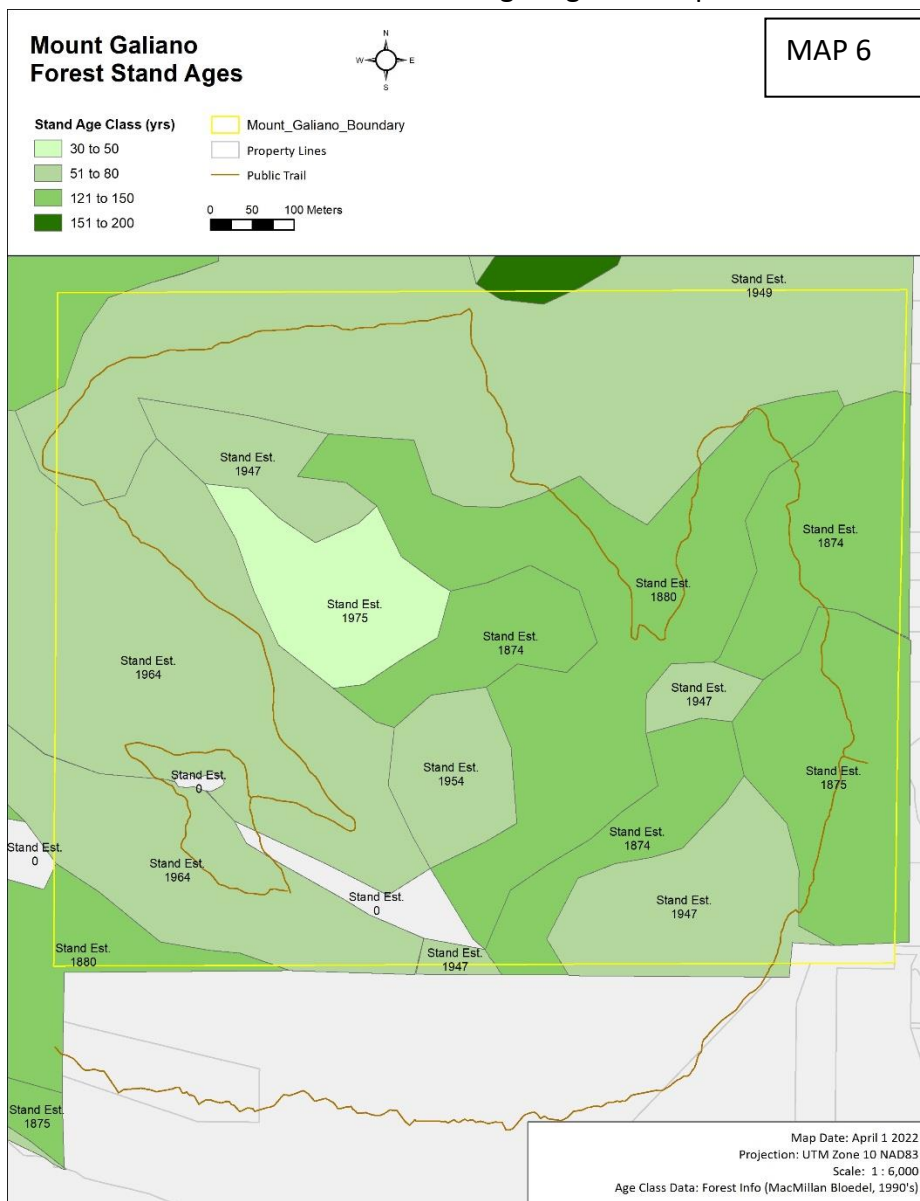 Mount Galiano
Forest Stand Ages
N
W
E
S
MAP 6
Stand Age Class (yrs)
30 to 50
51 to 80
121 to 150
151 to 200
Mount_Galiano_Boundary
Property Lines
Public Trail
0 50 100 Meters
Stand Est.
1949
Stand Est.
1947
Stand Est.
1874
Stand Est.
1880
Stand Est.
1975
Stand Est.
1874
Stand Est.
1964
Stand Est.
1947
Stand Est.
0
Stand Est.
1954
Stand Est.
1875
Stand Est.
0
Stand Est.
1964
Stand Est.
1874
Stand Est.
0
Stand Est.
1947
Stand Est.
1880
Stand Est.
1947
Stand Est.
1875
Map Date: April 1 2022
Projection: UTM Zone 10 NAD83
Scale: 1 : 6,000
Age Class Data: Forest Info (MacMillan Bloedel, 1990's)